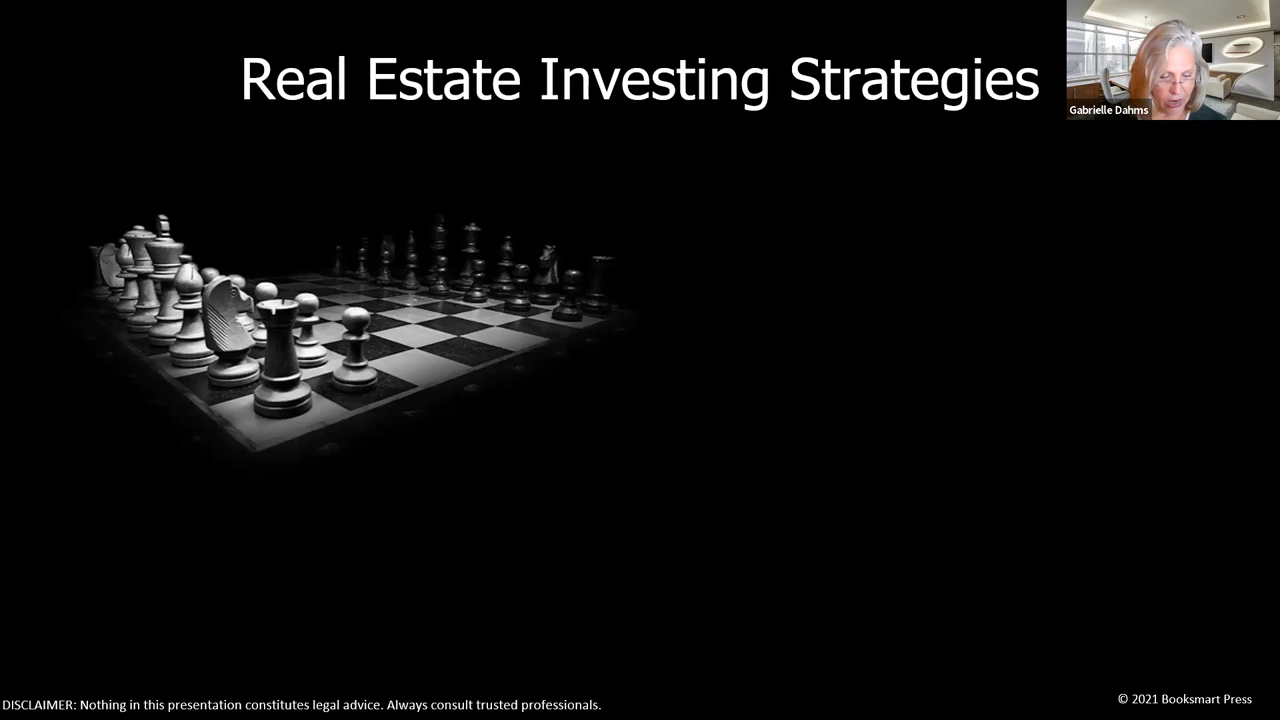 Real Estate Investing Strategies
Gabrielle Dahms
DISCLAIMER: Nothing in this presentation constitutes legal advice. Always consult trusted professionals.
© 2021 Booksmart Press